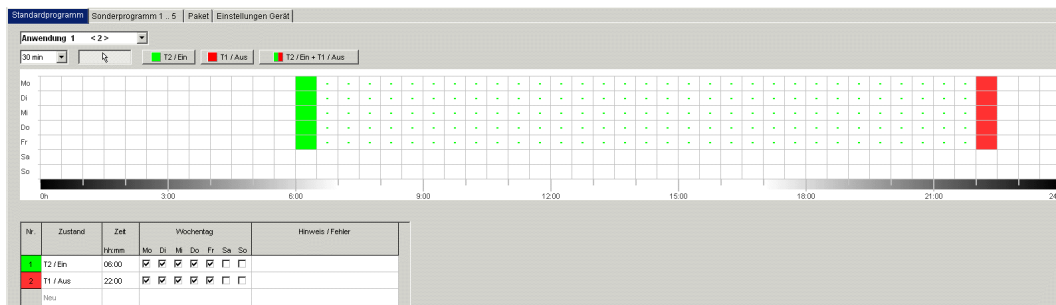 Standardprogramm Sonderprogramm 1 .. 5 Paket Einstellungen Gerät
Anwendung 1 < 2 >
30 min T2 / Ein T1 / Aus T2 / Ein + T1 / Aus
Mo
Di
Mi
Do
Fr
Sa
So
0h 3:00 6:00 9:00 12:00 15:00 18:00 21:00 24
Nr. Zustand Zeit Wochentag Hinweis / Fehler
hh:mm Mo Di Mi Do Fr Sa So
1 T2 / Ein 06:00
2 T1 / Aus 22:00
Neu